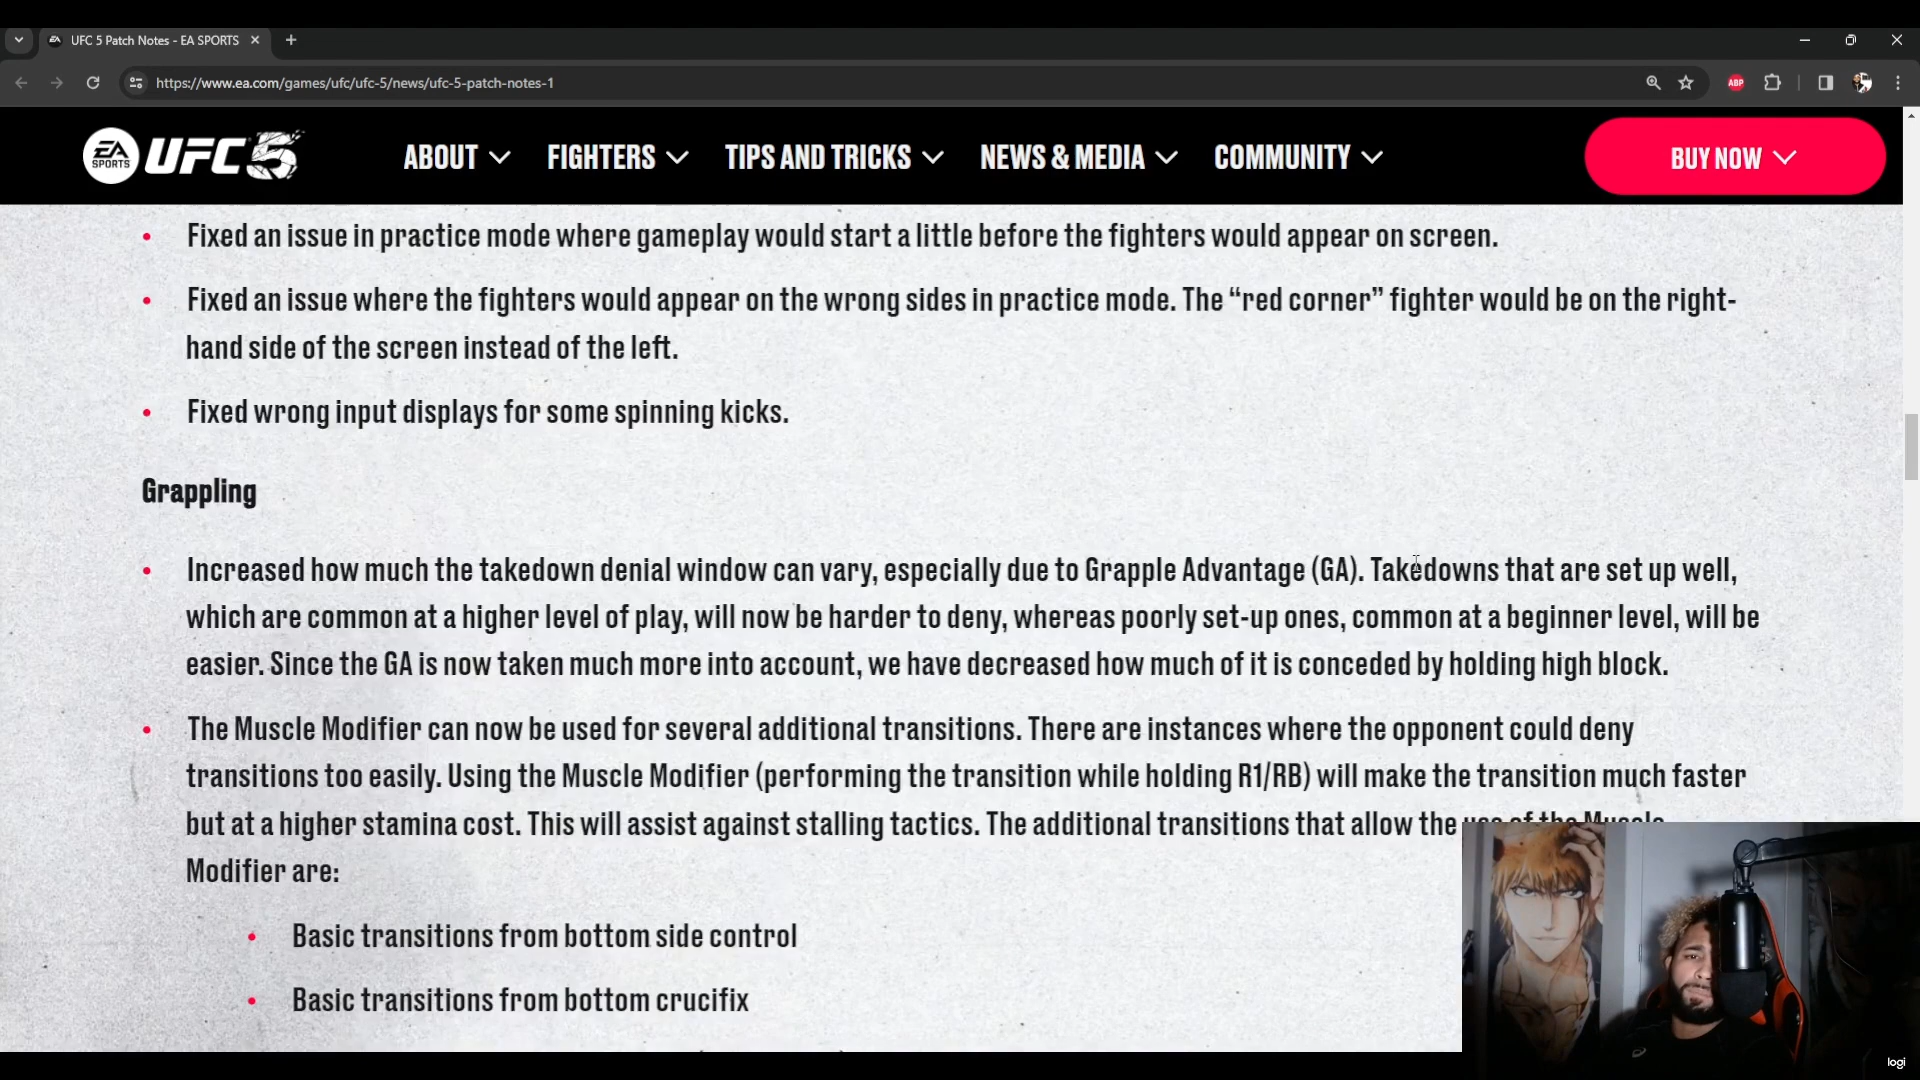 UFC 5 Patch Notes - EA SPORTS
https://www.ea.com/games/ufc/ufc-5/news/ufc-5-patch-notes-1
ABP
EA SPORTS UFC 5
ABOUT FIGHTERS TIPS AND TRICKS NEWS & MEDIA COMMUNITY BUY NOW
• Fixed an issue in practice mode where gameplay would start a little before the fighters would appear on screen.
• Fixed an issue where the fighters would appear on the wrong sides in practice mode. The “red corner” fighter would be on the right-
hand side of the screen instead of the left.
• Fixed wrong input displays for some spinning kicks.
Grappling
• Increased how much the takedown denial window can vary, especially due to Grapple Advantage (GA). Takedowns that are set up well,
which are common at a higher level of play, will now be harder to deny, whereas poorly set-up ones, common at a beginner level, will be
easier. Since the GA is now taken much more into account, we have decreased how much of it is conceded by holding high block.
• The Muscle Modifier can now be used for several additional transitions. There are instances where the opponent could deny
transitions too easily. Using the Muscle Modifier (performing the transition while holding R1/RB) will make the transition much faster
but at a higher stamina cost. This will assist against stalling tactics. The additional transitions that allow the use of the Muscle
Modifier are:
• Basic transitions from bottom side control
• Basic transitions from bottom crucifix
logi